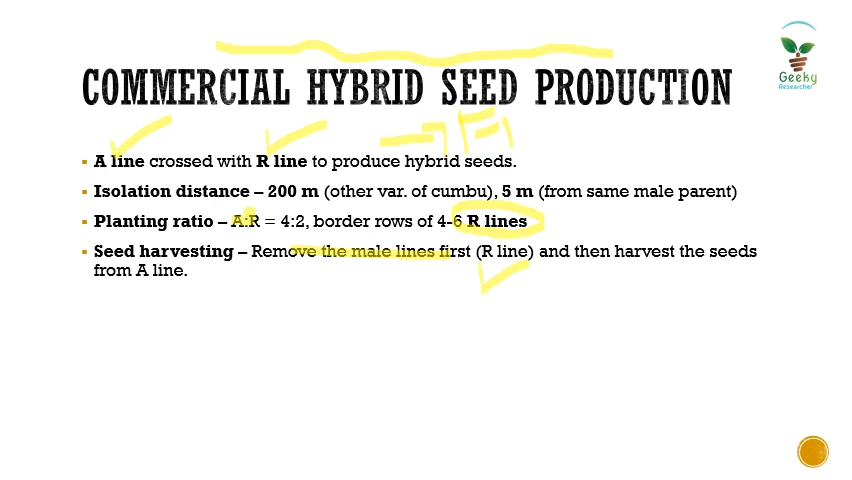 COMMERCIAL HYBRID SEED PRODUCTION
Geeky
Researcher
▪ A line crossed with R line to produce hybrid seeds.
▪ Isolation distance – 200 m (other var. of cumbu), 5 m (from same male parent)
▪ Planting ratio – A:R = 4:2, border rows of 4-6 R lines
▪ Seed harvesting – Remove the male lines first (R line) and then harvest the seeds
from A line.